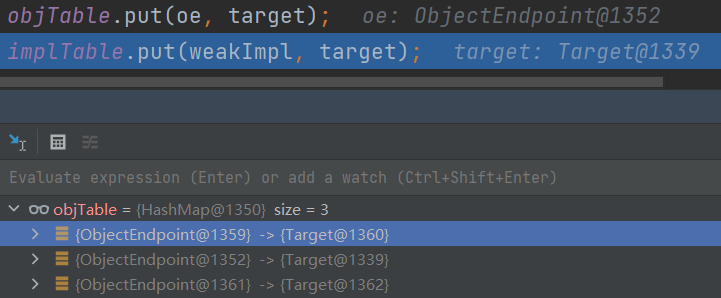 objTable.put(oe, target); oe: ObjectEndpoint@1352
implTable.put(weakImpl, target); target: Target@1339
Evaluate expression (Enter) or add a watch (Ctrl+Shift+Enter)
objTable = {HashMap@1350} size = 3
{ObjectEndpoint@1359} -> {Target@1360}
{ObjectEndpoint@1352} -> {Target@1339}
{ObjectEndpoint@1361} -> {Target@1362}